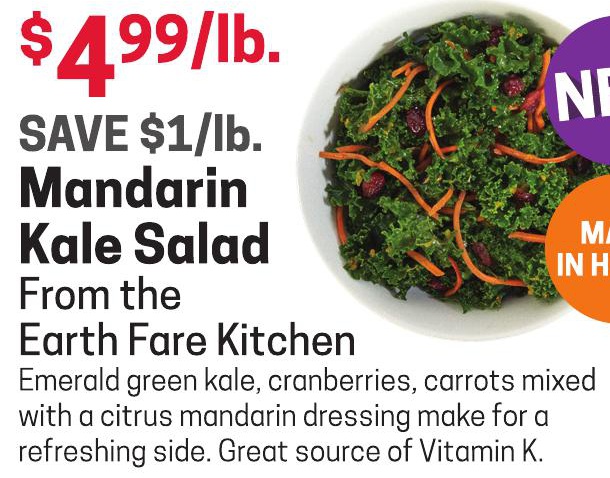 $4.99/lb.
SAVE $1/lb.
Mandarin
Kale Salad
From the
Earth Fare Kitchen
Emerald green kale, cranberries, carrots mixed
with a citrus mandarin dressing make for a
refreshing side. Great source of Vitamin K.